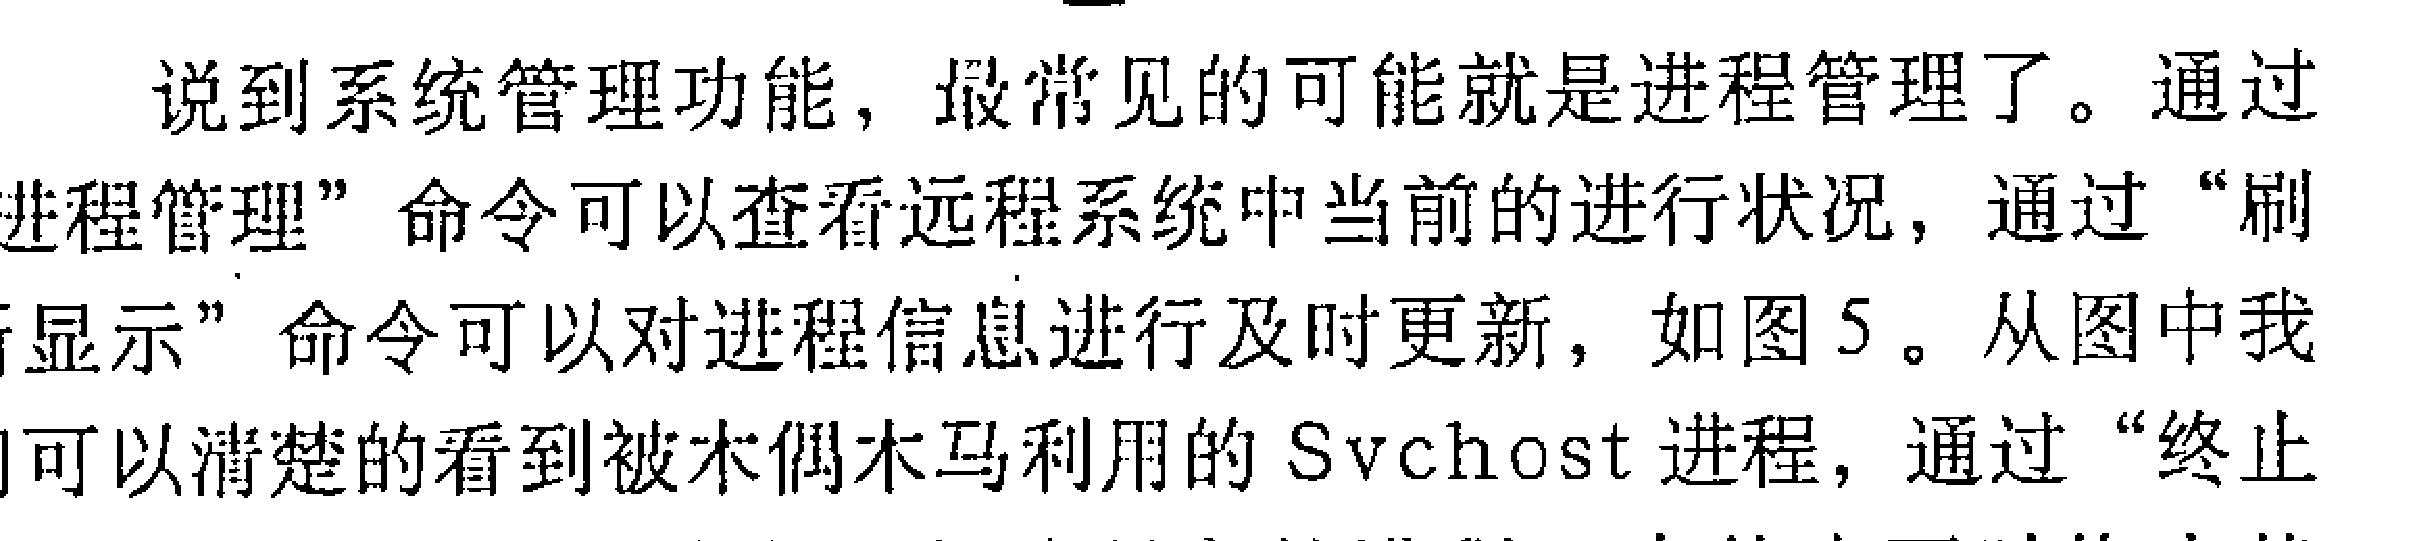 说到系统管理功能，最常见的可能就是进程管理了。通过
进程管理”命令可以查看远程系统中当前的进行状况，通过“刷
新显示”命令可以对进程信息进行及时更新，如图5。从图中我
们可以清楚的看到被木偶木马利用的Svchost进程，通过“终止